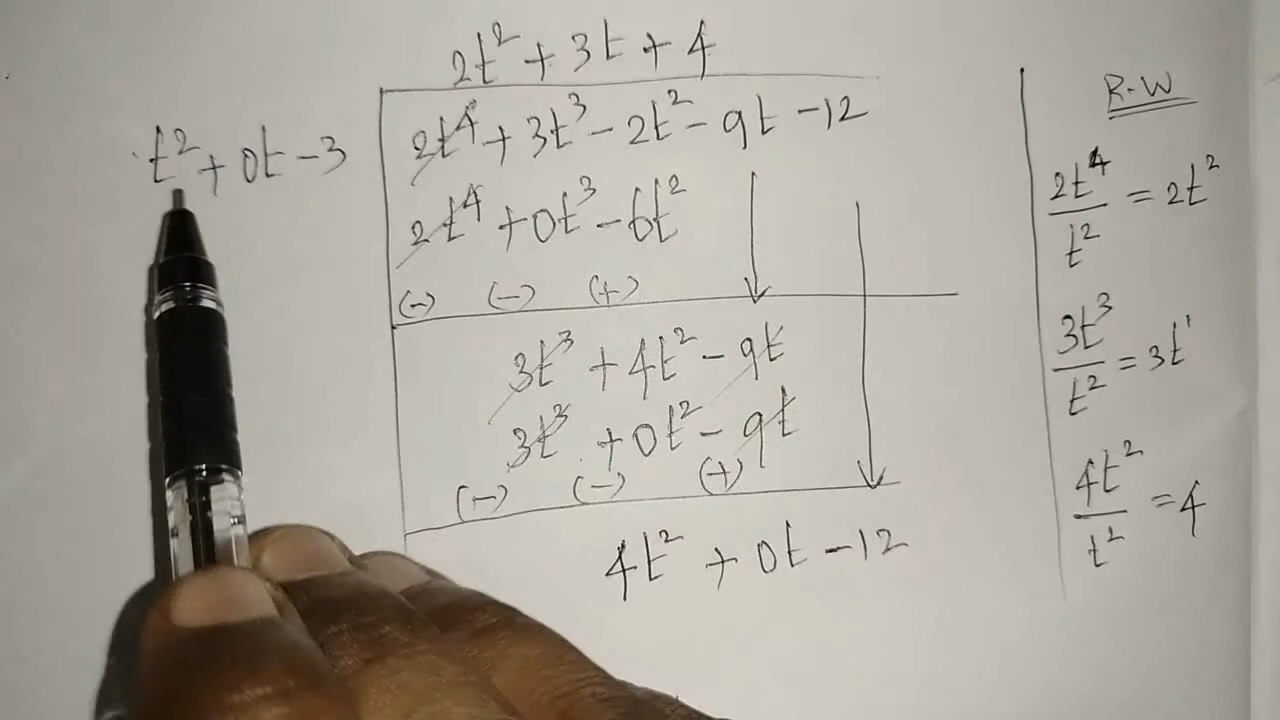 2t² + 3t + 4
t² + 0t - 3
2t⁴ + 3t³ - 2t² - 9t - 12
2t⁴ + 0t³ - 6t²
(-) (-) (+)
3t³ + 4t² - 9t
3t³ + 0t² - 9t
(-) (-) (+)
4t² + 0t - 12
R.W
2t⁴/t² = 2t²
3t³/t² = 3t¹
4t²/t² = 4